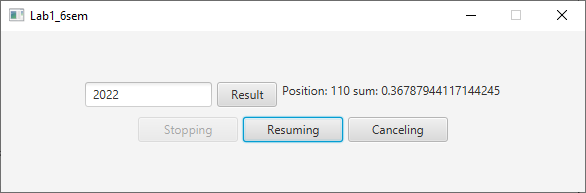 Lab1_6sem
2022 Result Position: 110 sum: 0.36787944117144245
Stopping Resuming Canceling